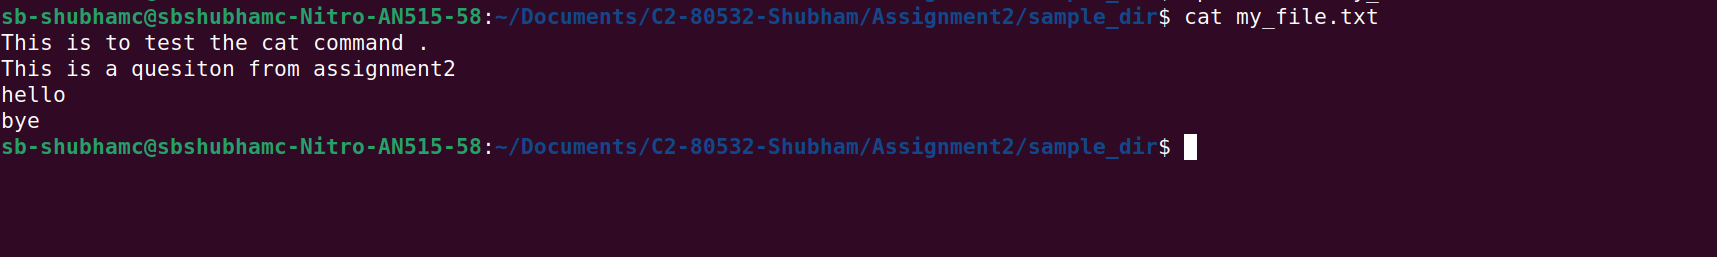 sb-shubhamc@sbshubhamc-Nitro-AN515-58:~/Documents/C2-80532-Shubham/Assignment2/sample_dir$ cat my_file.txt
This is to test the cat command .
This is a quesiton from assignment2
hello
bye
sb-shubhamc@sbshubhamc-Nitro-AN515-58:~/Documents/C2-80532-Shubham/Assignment2/sample_dir$